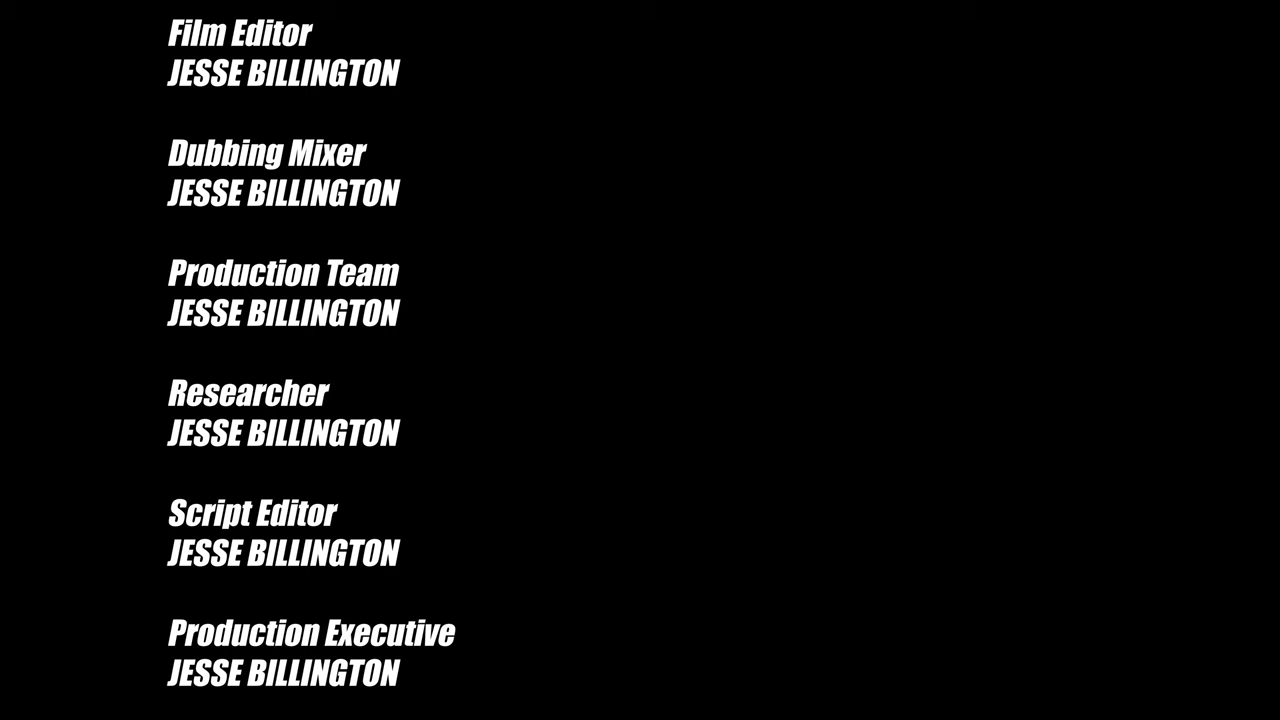 Film Editor
JESSE BILLINGTON
Dubbing Mixer
JESSE BILLINGTON
Production Team
JESSE BILLINGTON
Researcher
JESSE BILLINGTON
Script Editor
JESSE BILLINGTON
Production Executive
JESSE BILLINGTON